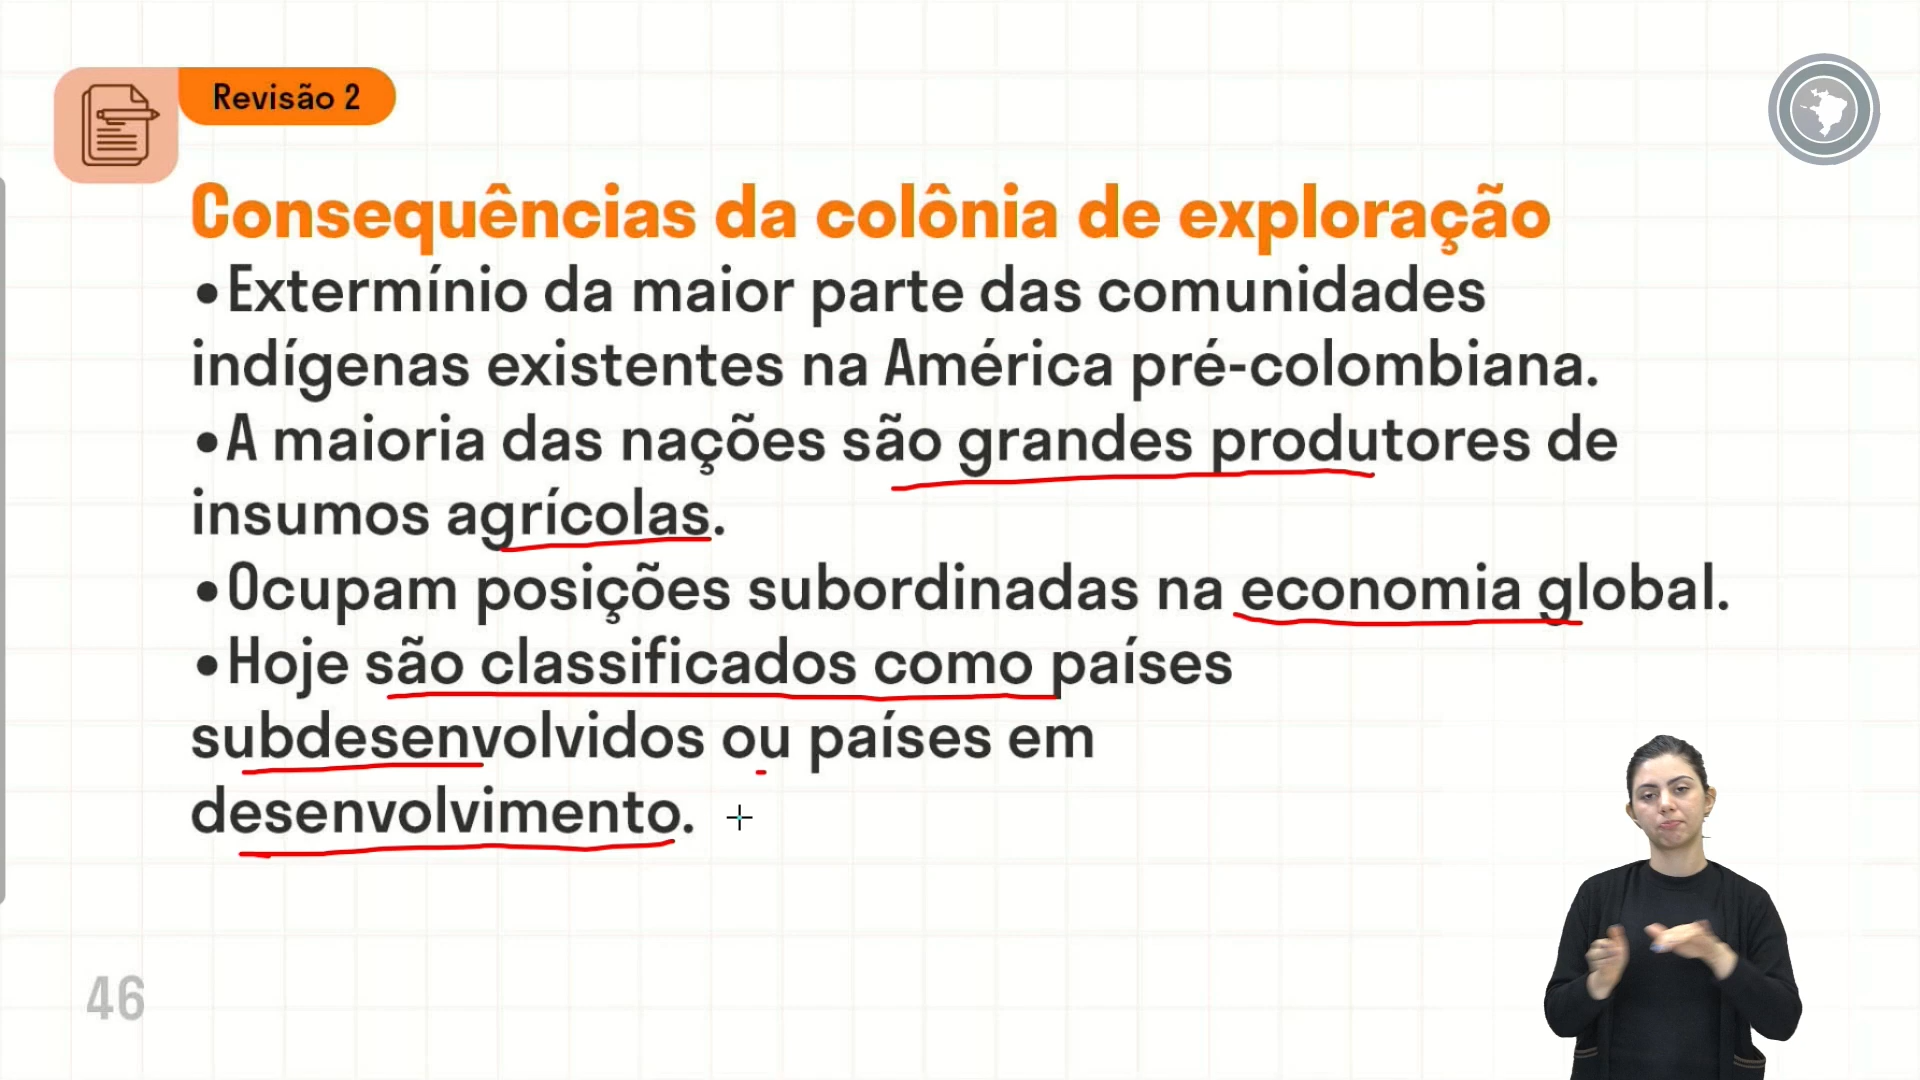 Revisão 2
Consequências da colônia de exploração
•Extermínio da maior parte das comunidades
indígenas existentes na América pré-colombiana.
•A maioria das nações são grandes produtores de
insumos agrícolas.
•Ocupam posições subordinadas na economia global.
•Hoje são classificados como países
subdesenvolvidos ou países em
desenvolvimento.
46